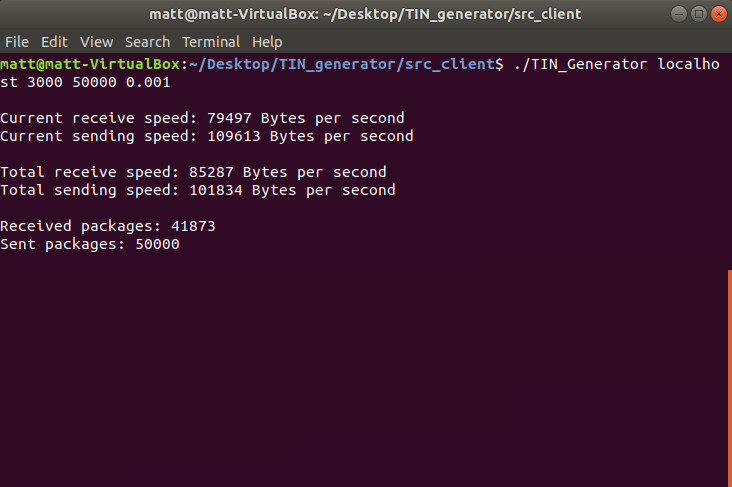 matt@matt-VirtualBox: ~/Desktop/TIN_generator/src_client
File Edit View Search Terminal Help
matt@matt-VirtualBox:~/Desktop/TIN_generator/src_client$ ./TIN_Generator localho
st 3000 50000 0.001
Current receive speed: 79497 Bytes per second
Current sending speed: 109613 Bytes per second
Total receive speed: 85287 Bytes per second
Total sending speed: 101834 Bytes per second
Received packages: 41873
Sent packages: 50000